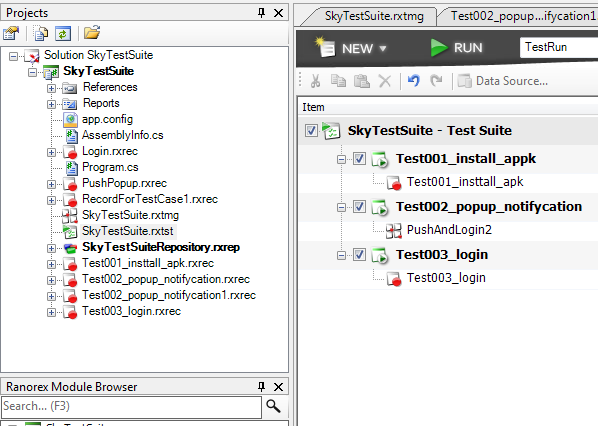 Projects
Solution SkyTestSuite
SkyTestSuite
References
Reports
app.config
AssemblyInfo.cs
Login.rxrec
Program.cs
PushPopup.rxrec
RecordForTestCase1.rxrec
SkyTestSuite.rxtmg
SkyTestSuite.rxtst
SkyTestSuiteRepository.rxrep
Test001_insttall_apk.rxrec
Test002_popup_notifycation.rxrec
Test002_popup_notifycation1.rxrec
Test003_login.rxrec
Ranorex Module Browser
Search... (F3)
SkyTestSuite.rxtmg
Test002_popup...ifycation1.rxrec
NEW
RUN
TestRun
Data Source...
Item
SkyTestSuite - Test Suite
Test001_install_appk
Test001_insttall_apk
Test002_popup_notifycation
PushAndLogin2
Test003_login
Test003_login